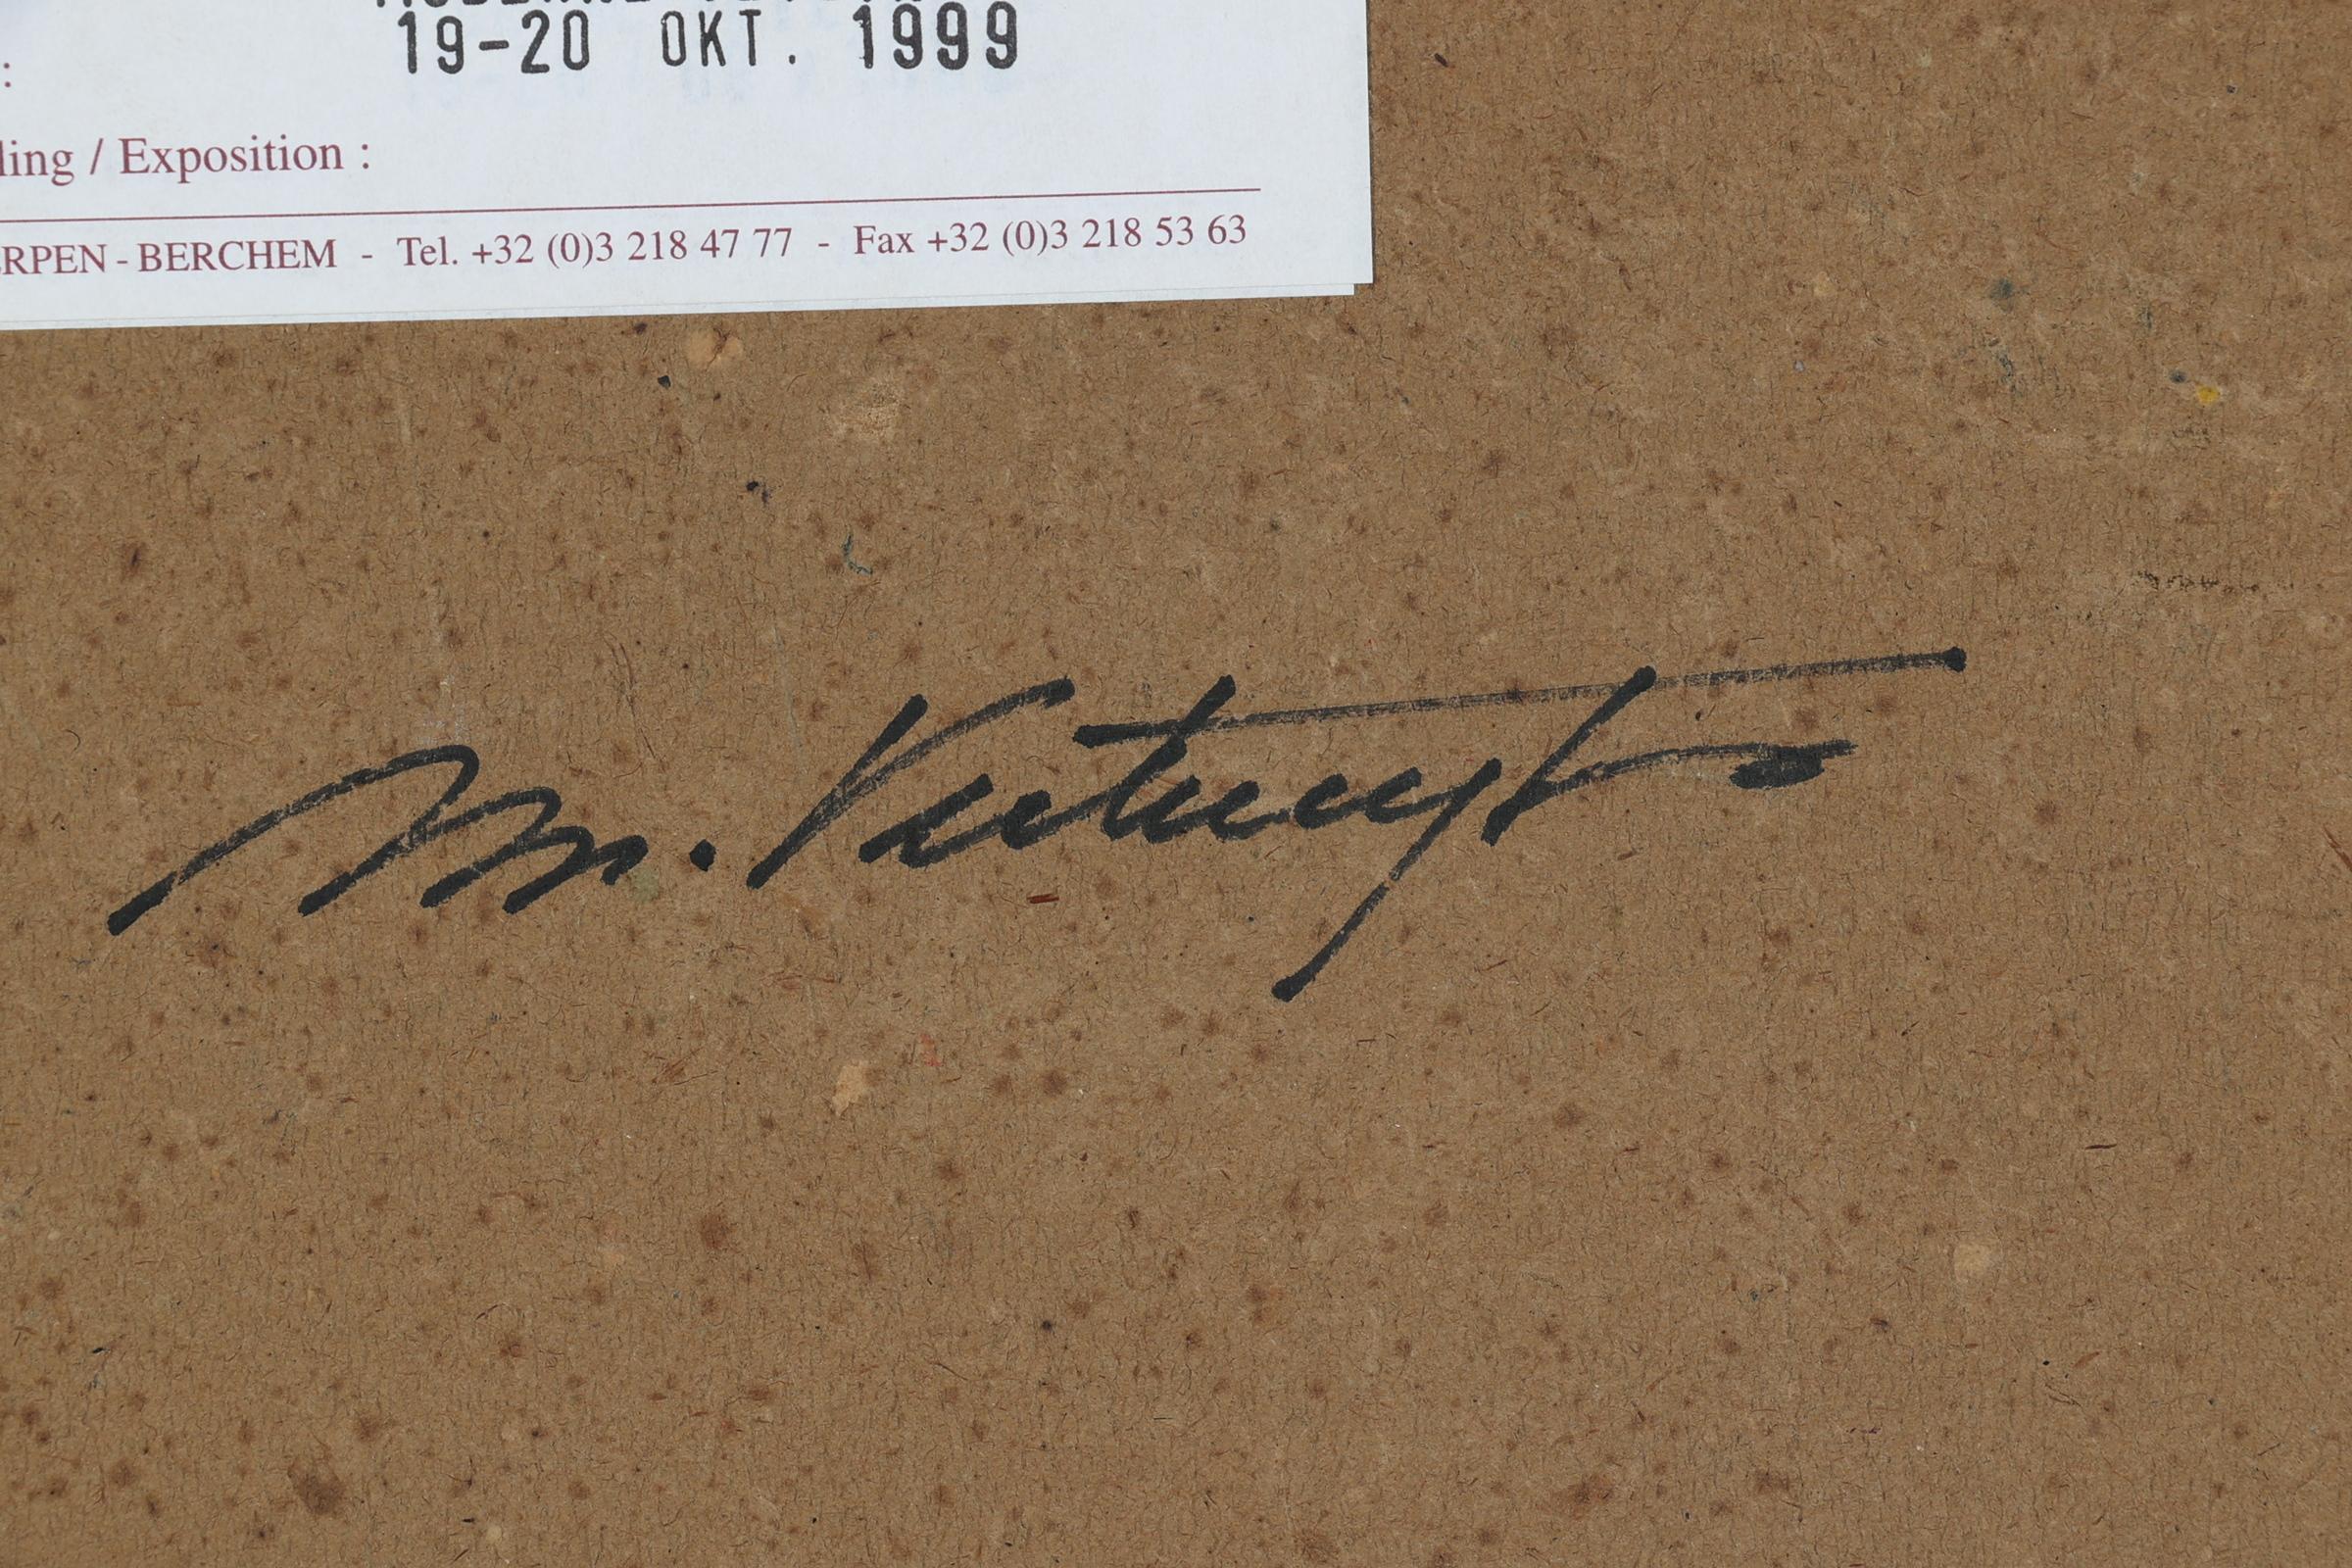 19-20 OKT. 1999
:
ling / Exposition :
ERPEN - BERCHEM - Tel. +32 (0)3 218 47 77 - Fax +32 (0)3 218 53 63
m.